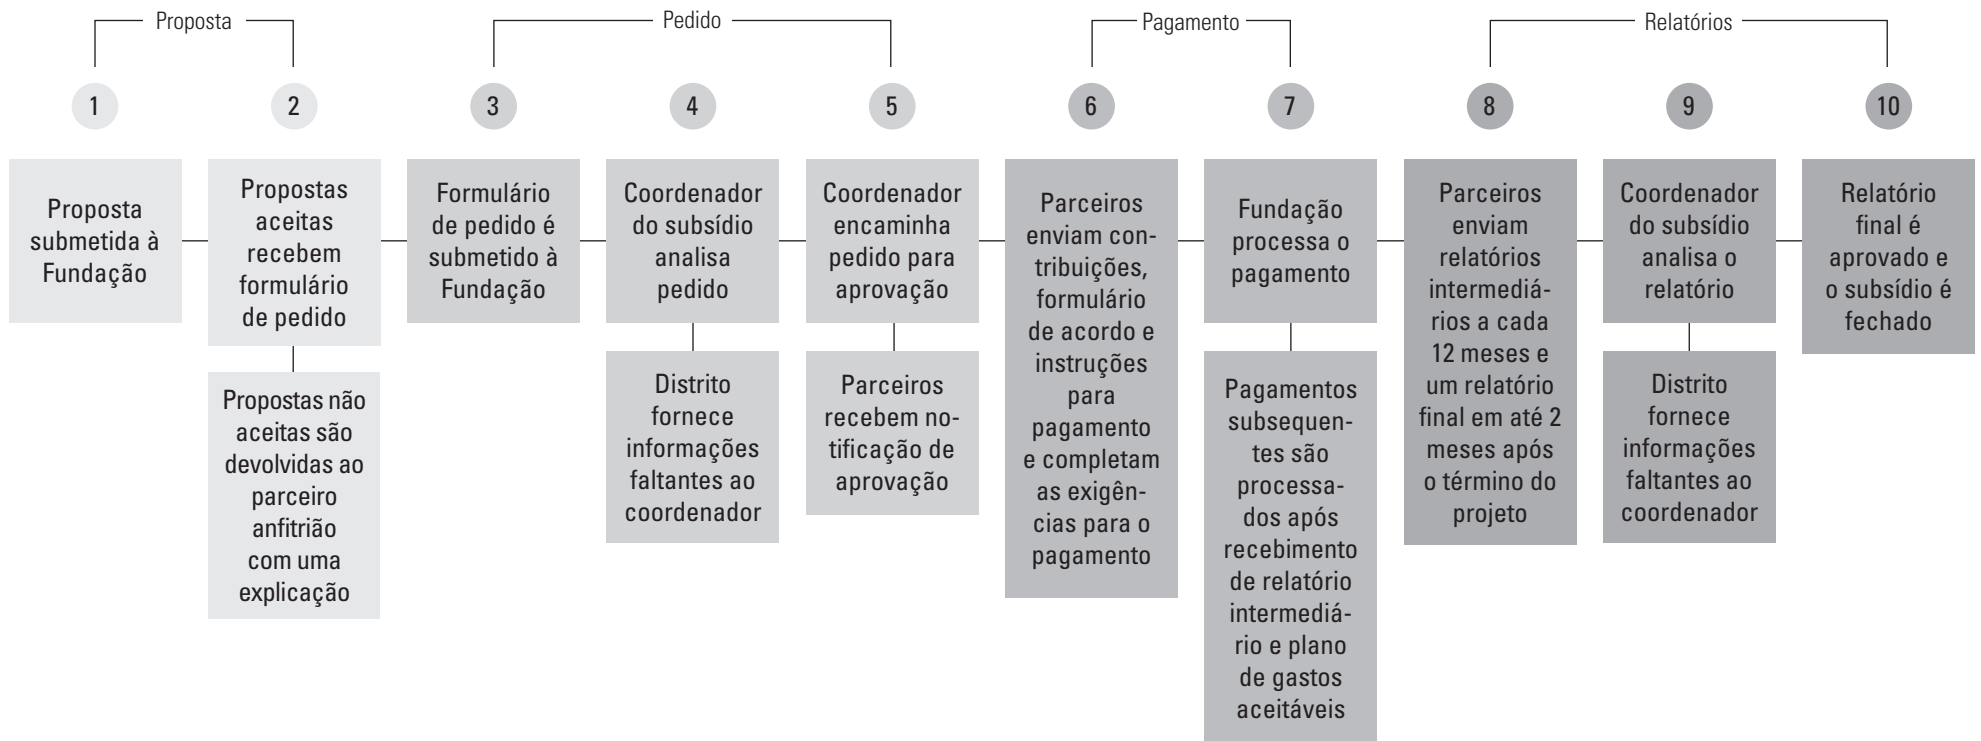 Proposta
Pedido
Pagamento
Relatórios
1
2
3
4
5
6
7
8
9
10
Proposta
submetida à
Fundação
Propostas
aceitas
recebem
formulário
de pedido
Propostas não
aceitas são
devolvidas ao
parceiro
anfitrião
com uma
explicação
Formulário
de pedido é
submetido à
Fundação
Coordenador
do subsídio
analisa
pedido
Distrito
fornece
informações
faltantes ao
coordenador
Coordenador
encaminha
pedido para
aprovação
Parceiros
recebem no-
tificação de
aprovação
Parceiros
enviam con-
tribuições,
formulário
de acordo e
instruções
para
pagamento
e completam
as exigên-
cias para o
pagamento
Fundação
processa o
pagamento
Pagamentos
subsequen-
tes são
processa-
dos após
recebimento
de relatório
intermediá-
rio e plano
de gastos
aceitáveis
Parceiros
enviam
relatórios
intermediá-
rios a cada
12 meses e
um relatório
final em até 2
meses após
o término do
projeto
Coordenador
do subsídio
analisa o
relatório
Distrito
fornece
informações
faltantes ao
coordenador
Relatório
final é
aprovado e
o subsídio é
fechado